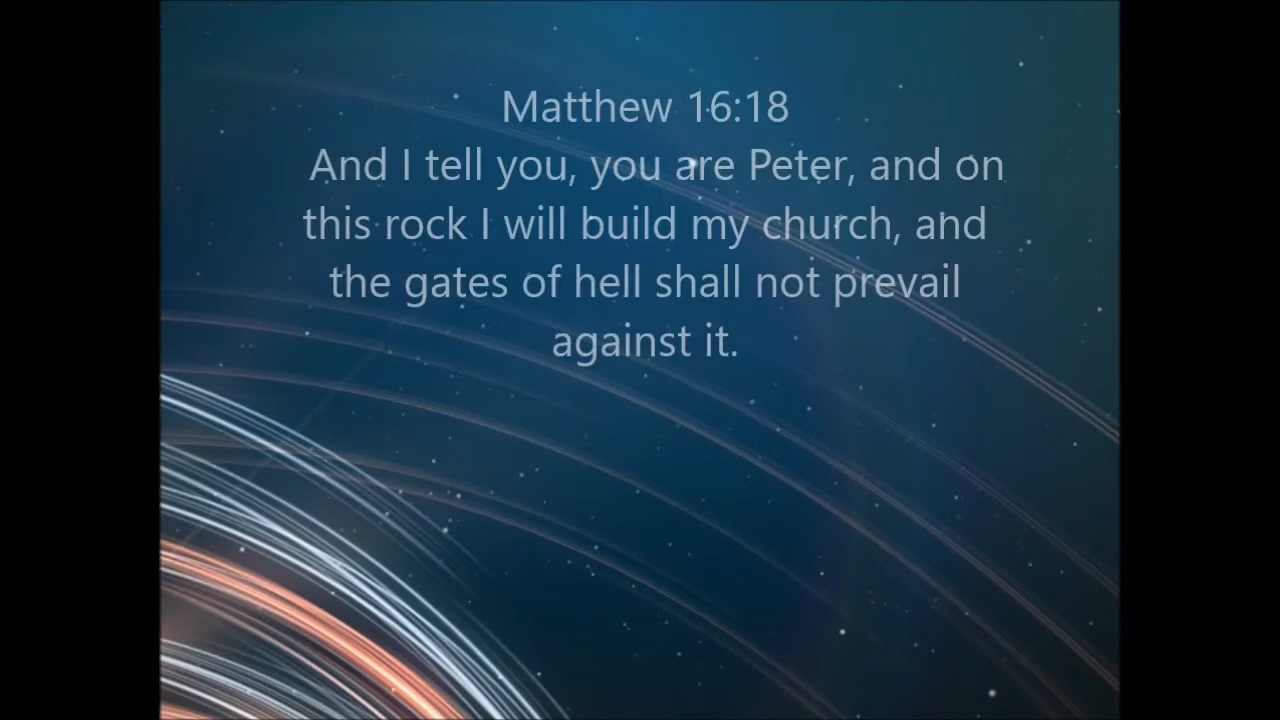 Matthew 16:18
And I tell you, you are Peter, and on
this rock I will build my church, and
the gates of hell shall not prevail
against it.